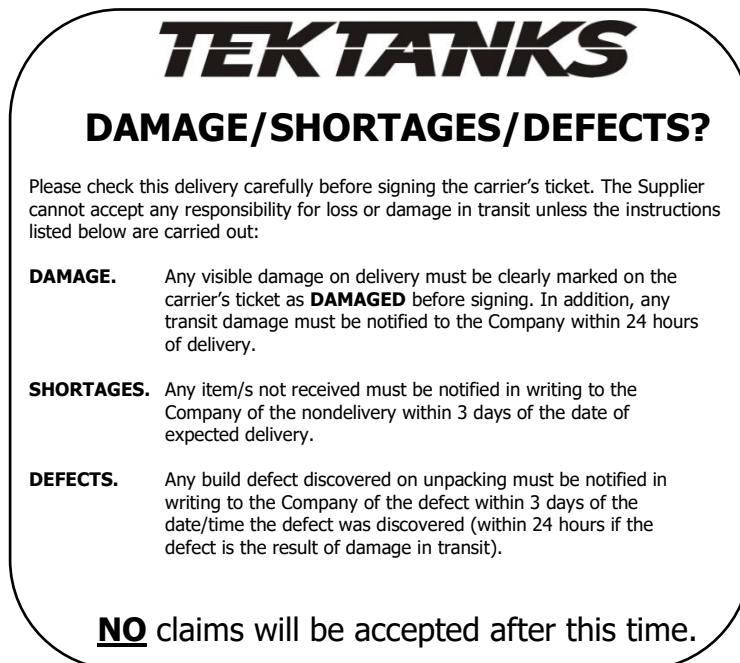 TEKTANKS
DAMAGE/SHORTAGES/DEFECTS?
Please check this delivery carefully before signing the carrier’s ticket. The Supplier
cannot accept any responsibility for loss or damage in transit unless the instructions
listed below are carried out:
DAMAGE. Any visible damage on delivery must be clearly marked on the
carrier’s ticket as DAMAGED before signing. In addition, any
transit damage must be notified to the Company within 24 hours
of delivery.
SHORTAGES. Any item/s not received must be notified in writing to the
Company of the nondelivery within 3 days of the date of
expected delivery.
DEFECTS. Any build defect discovered on unpacking must be notified in
writing to the Company of the defect within 3 days of the
date/time the defect was discovered (within 24 hours if the
defect is the result of damage in transit).
NO claims will be accepted after this time.